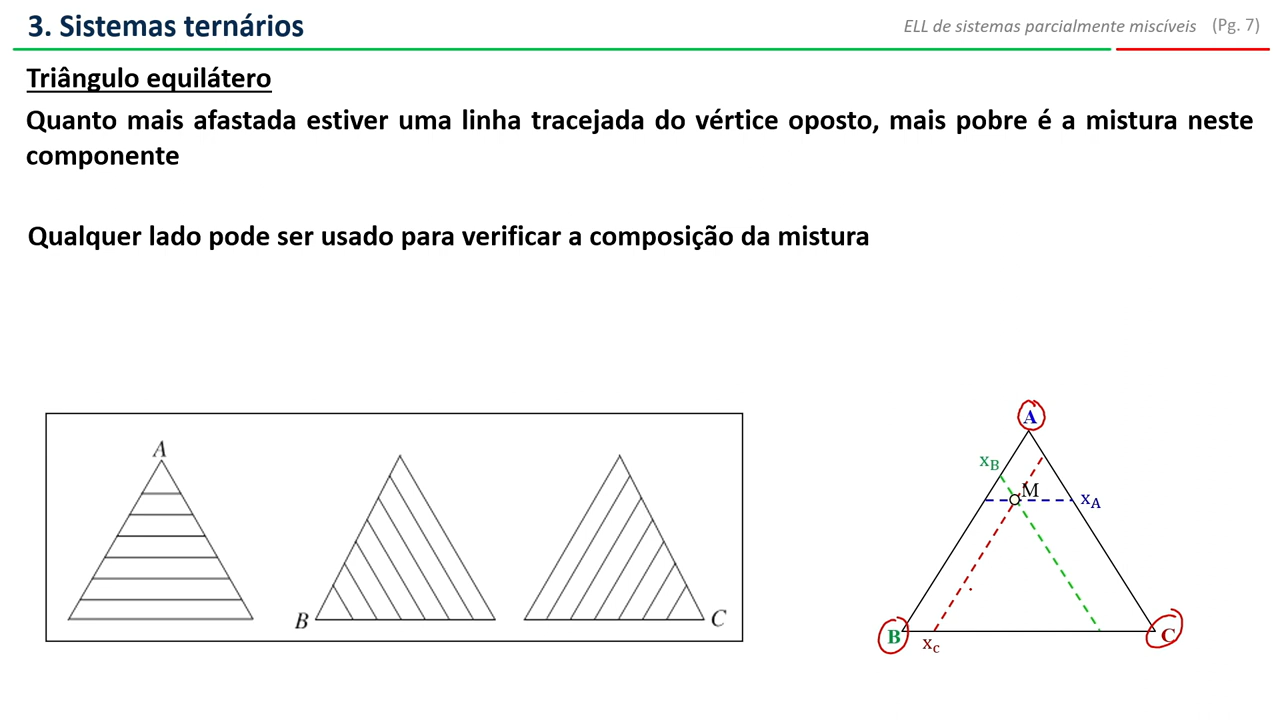 3. Sistemas ternários
ELL de sistemas parcialmente miscíveis (Pg. 7)
Triângulo equilátero
Quanto mais afastada estiver uma linha tracejada do vértice oposto, mais pobre é a mistura neste
componente
Qualquer lado pode ser usado para verificar a composição da mistura
A
B
C
A
xB
M
xA
B
xc
C